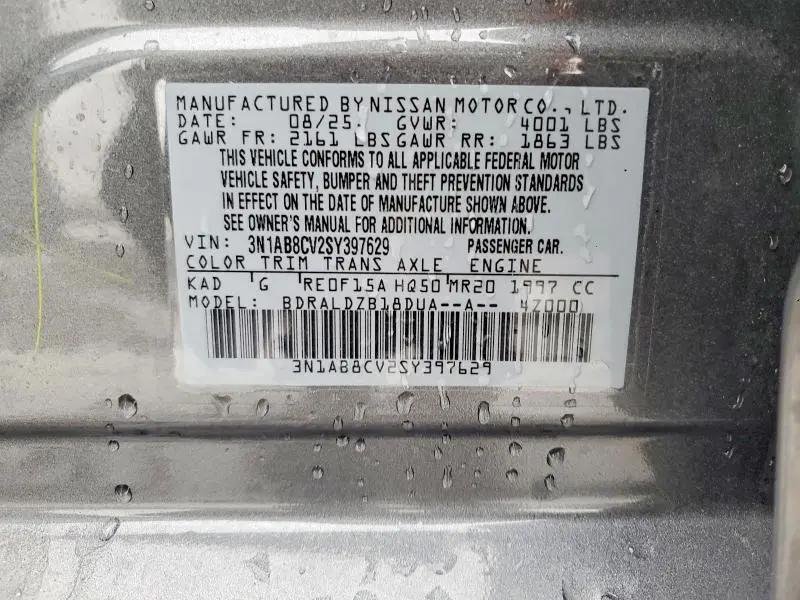 MANUFACTURED BY NISSAN MOTOR CO., LTD.
DATE: 08/25 GVWR: 4001 LBS
GAWR FR: 2161 LBS GAWR RR: 1863 LBS
THIS VEHICLE CONFORMS TO ALL APPLICABLE FEDERAL MOTOR
VEHICLE SAFETY, BUMPER AND THEFT PREVENTION STANDARDS
IN EFFECT ON THE DATE OF MANUFACTURE SHOWN ABOVE.
SEE OWNER'S MANUAL FOR ADDITIONAL INFORMATION.
VIN: 3N1AB8CV2SY397629 PASSENGER CAR.
COLOR TRIM TRANS AXLE ENGINE
KAD G RE0F15A HQ50 MR20 1997 CC
MODEL: BDRALDZB18DUA--A-- 4Z000
3N1AB8CV2SY397629